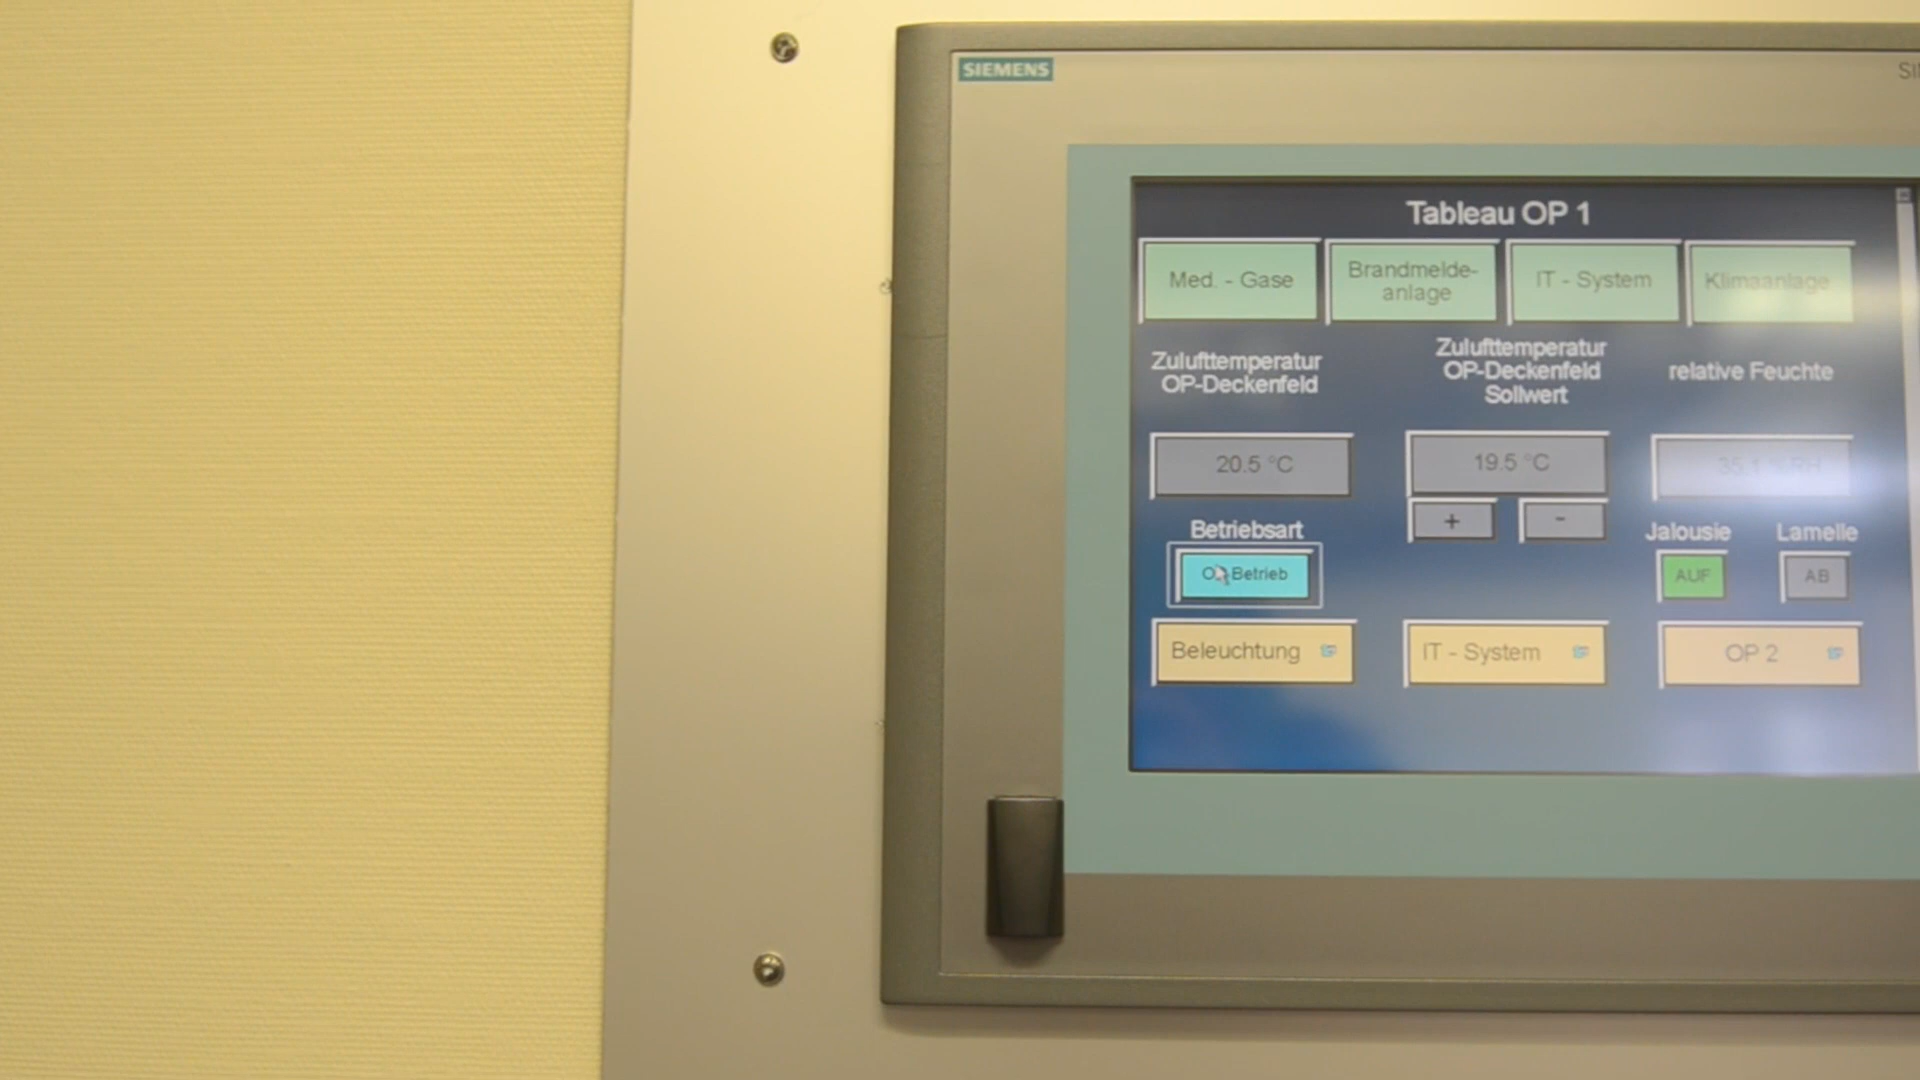 SIEMENS
Tableau OP 1
Med. - Gase
Brandmelde-
anlage
IT - System
Klimaanlage
Zulufttemperatur
OP-Deckenfeld
Zulufttemperatur
OP-Deckenfeld
Sollwert
relative Feuchte
20.5 °C
19.5 °C
+
-
Betriebsart
Jalousie
Lamelle
Betrieb
AUF
AB
Beleuchtung
IT - System
OP 2